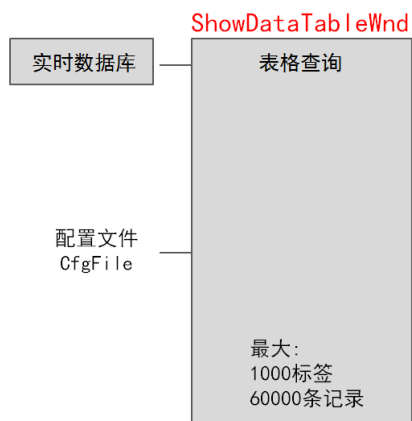 ShowDataTableWnd
实时数据库
表格查询
配置文件
CfgFile
最大:
1000标签
60000条记录